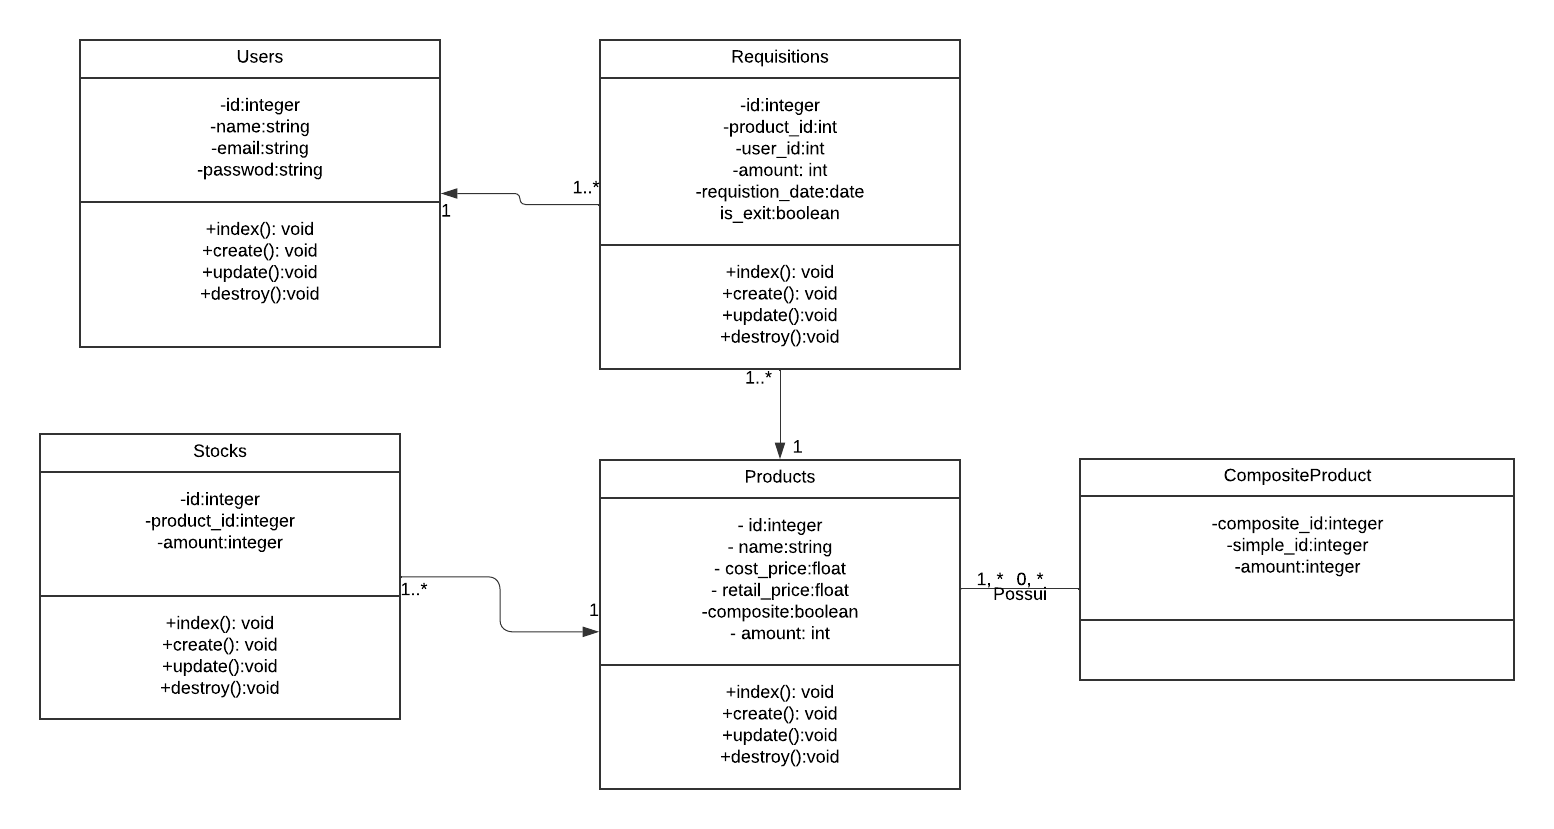 Users
-id:integer
-name:string
-email:string
-passwod:string
+index(): void
+create(): void
+update():void
+destroy():void
1
1..*
Requisitions
-id:integer
-product_id:int
-user_id:int
-amount: int
-requistion_date:date
is_exit:boolean
+index(): void
+create(): void
+update():void
+destroy():void
1..*
1
Stocks
-id:integer
-product_id:integer
-amount:integer
+index(): void
+create(): void
+update():void
+destroy():void
1..*
1
Products
- id:integer
- name:string
- cost_price:float
- retail_price:float
-composite:boolean
- amount: int
+index(): void
+create(): void
+update():void
+destroy():void
1, * 0, *
Possui
CompositeProduct
-composite_id:integer
-simple_id:integer
-amount:integer